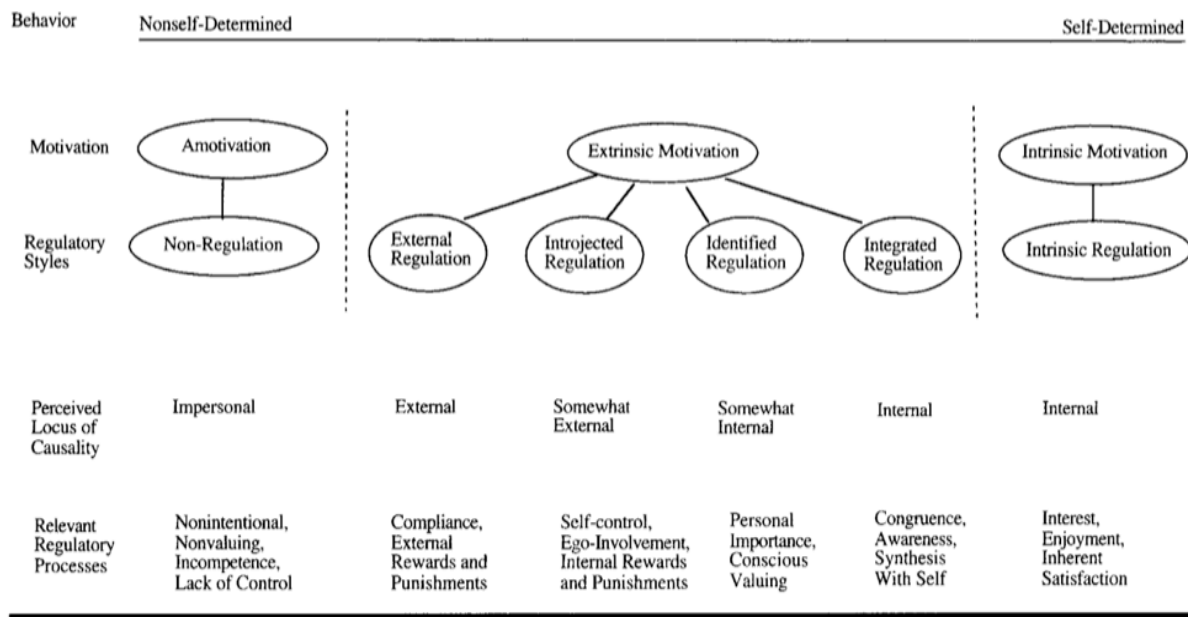 Behavior
Nonself-Determined
Self-Determined
Motivation
Amotivation
Extrinsic Motivation
Intrinsic Motivation
Regulatory
Styles
Non-Regulation
External
Regulation
Introjected
Regulation
Identified
Regulation
Integrated
Regulation
Intrinsic Regulation
Perceived
Locus of
Causality
Impersonal
External
Somewhat
External
Somewhat
Internal
Internal
Internal
Relevant
Regulatory
Processes
Nonintentional,
Nonvaluing,
Incompetence,
Lack of Control
Compliance,
External
Rewards and
Punishments
Self-control,
Ego-Involvement,
Internal Rewards
and Punishments
Personal
Importance,
Conscious
Valuing
Congruence,
Awareness,
Synthesis
With Self
Interest,
Enjoyment,
Inherent
Satisfaction